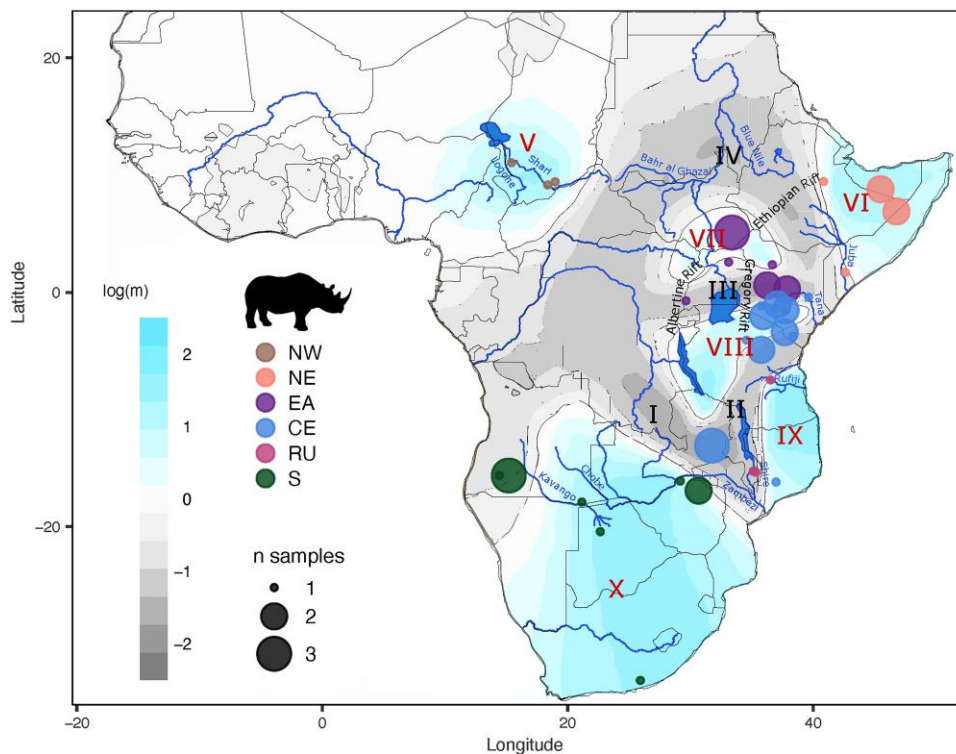 20
0
−20
Latitude
−20
0
20
40
Longitude
log(m)
2
1
0
−1
−2
NW
NE
EA
CE
RU
S
n samples
1
2
3
V
Logone
Shari
Bahr al Ghazal
IV
Blue Nile
Ethiopian Rift
VI
Juba
VII
Albertine Rift
III
Gregory Rift
Tana
VIII
Rufiji
I
II
IX
Shire
Kavango
Chobe
Zambezi
X